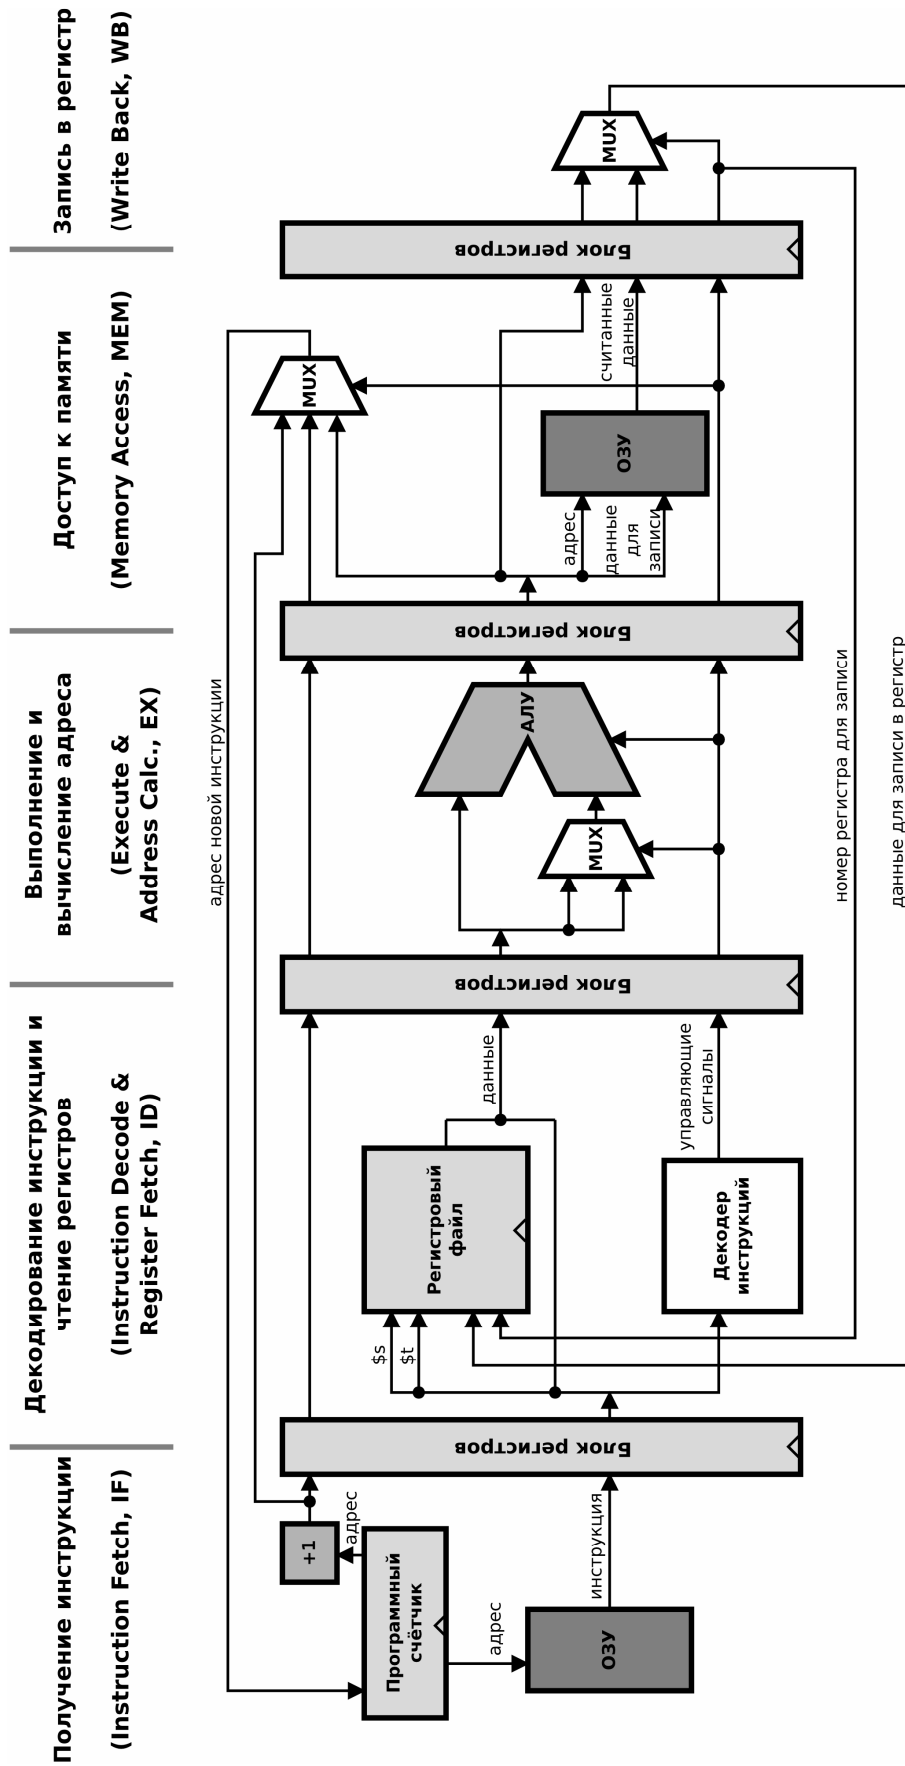 Получение инструкции
(Instruction Fetch, IF)
Декодирование инструкции и
чтение регистров
(Instruction Decode &
Register Fetch, ID)
Выполнение и
вычисление адреса
(Execute &
Address Calc., EX)
Доступ к памяти
(Memory Access, MEM)
Запись в регистр
(Write Back, WB)
адрес новой инструкции
+1
адрес
Программный
счётчик
адрес
ОЗУ
инструкция
Блок регистров
$s
$t
Регистровый
файл
данные
Декодер
инструкций
управляющие
сигналы
Блок регистров
MUX
АЛУ
Блок регистров
MUX
адрес
данные
для
записи
ОЗУ
считанные
данные
Блок регистров
MUX
номер регистра для записи
данные для записи в регистр